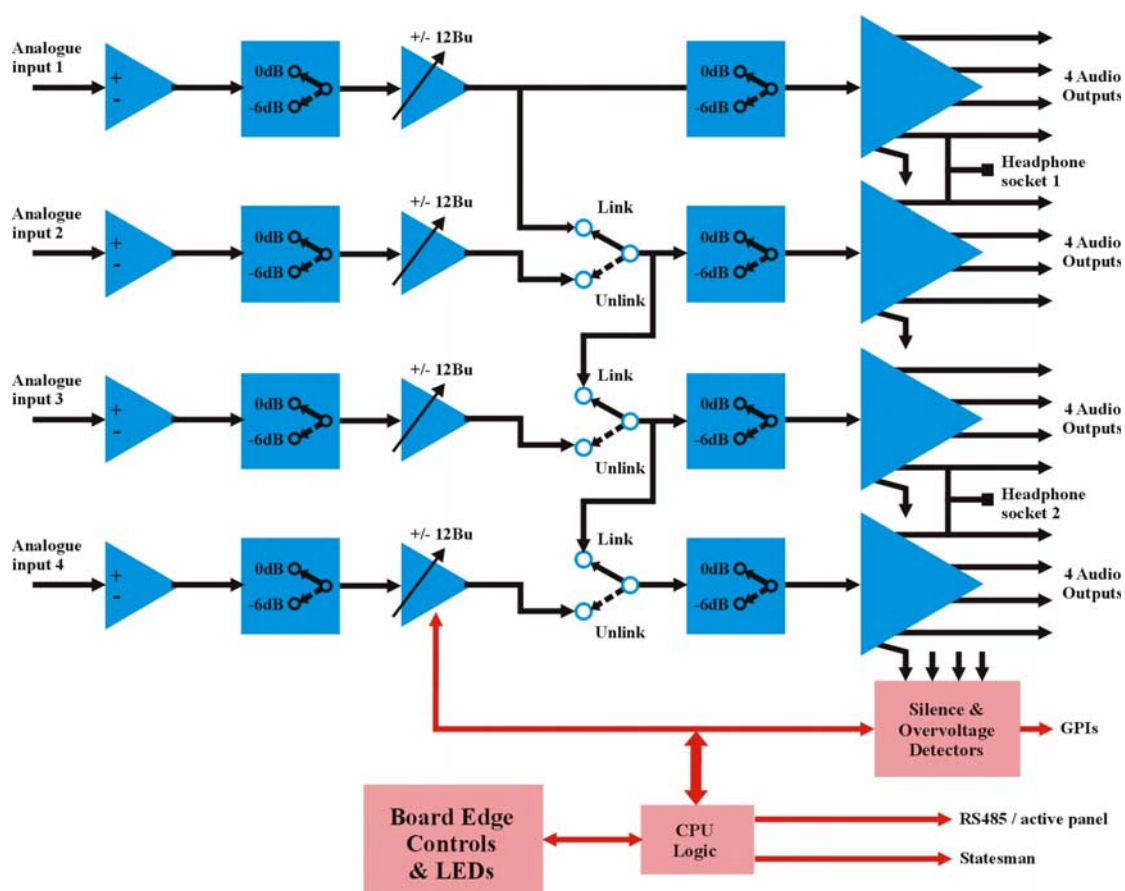 Analogue
input 1
+
-
0dB
-6dB
+/- 12Bu
0dB
-6dB
4 Audio
Outputs
Headphone
socket 1
Analogue
input 2
+
-
0dB
-6dB
+/- 12Bu
Link
Unlink
0dB
-6dB
4 Audio
Outputs
Analogue
input 3
+
-
0dB
-6dB
+/- 12Bu
Link
Unlink
0dB
-6dB
4 Audio
Outputs
Headphone
socket 2
Analogue
input 4
+
-
0dB
-6dB
+/- 12Bu
Link
Unlink
0dB
-6dB
4 Audio
Outputs
Silence &
Overvoltage
Detectors
GPIs
Board Edge
Controls
& LEDs
CPU
Logic
RS485 / active panel
Statesman